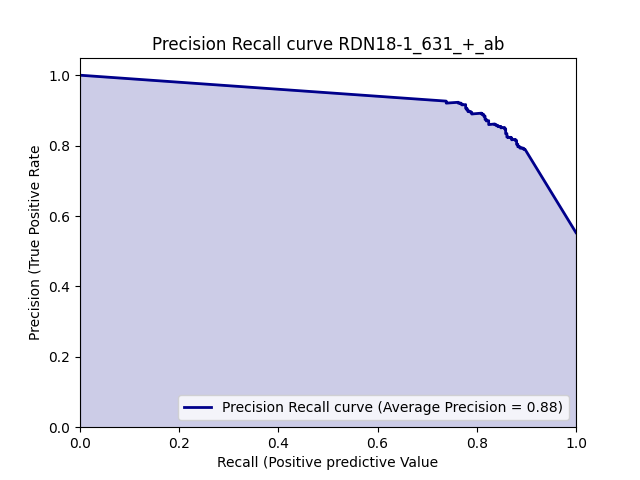 Precision Recall curve RDN18-1_631_+_ab
1.0
0.8
0.6
0.4
0.2
0.0
Precision (True Positive Rate
Precision Recall curve (Average Precision = 0.88)
0.0 0.2 0.4 0.6 0.8 1.0
Recall (Positive predictive Value